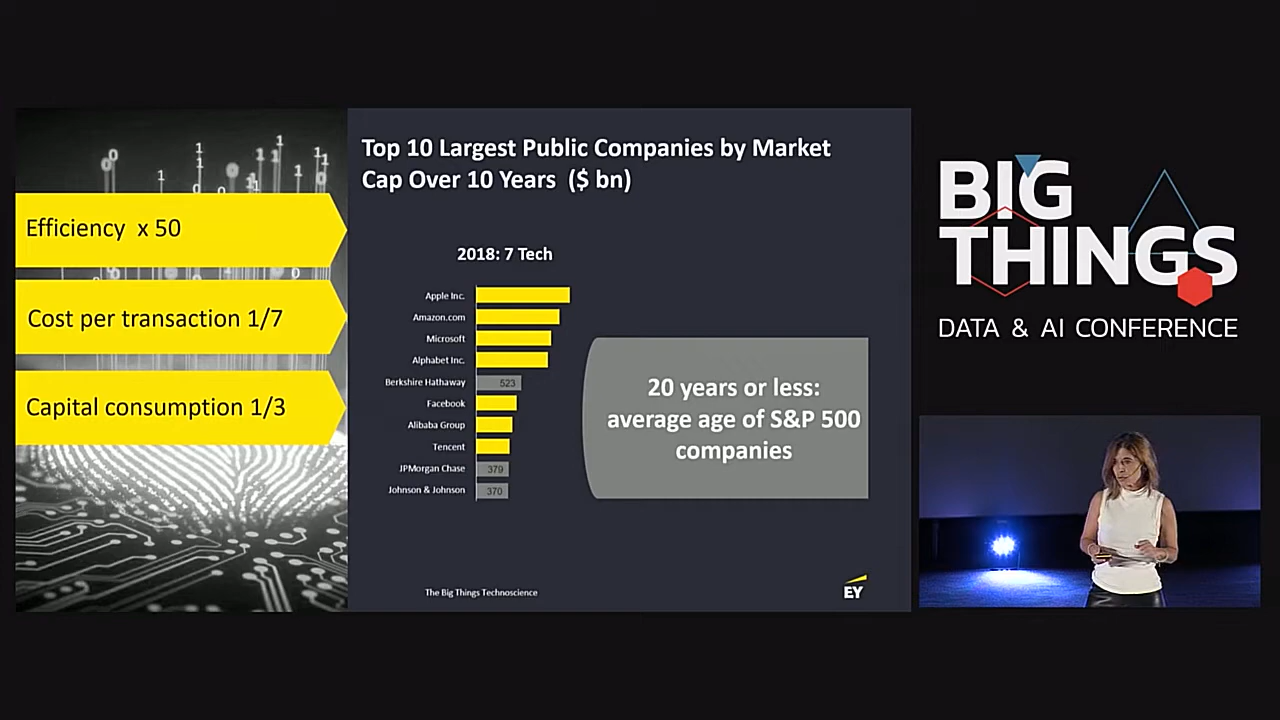 Efficiency x 50
Cost per transaction 1/7
Capital consumption 1/3
Top 10 Largest Public Companies by Market
Cap Over 10 Years ($ bn)
2018: 7 Tech
Apple Inc.
Amazon.com
Microsoft
Alphabet Inc.
Berkshire Hathaway 523
Facebook
Alibaba Group
Tencent
JPMorgan Chase 379
Johnson & Johnson 370
20 years or less:
average age of S&P 500
companies
The Big Things Technoscience
EY
BIG
THINGS
DATA & AI CONFERENCE